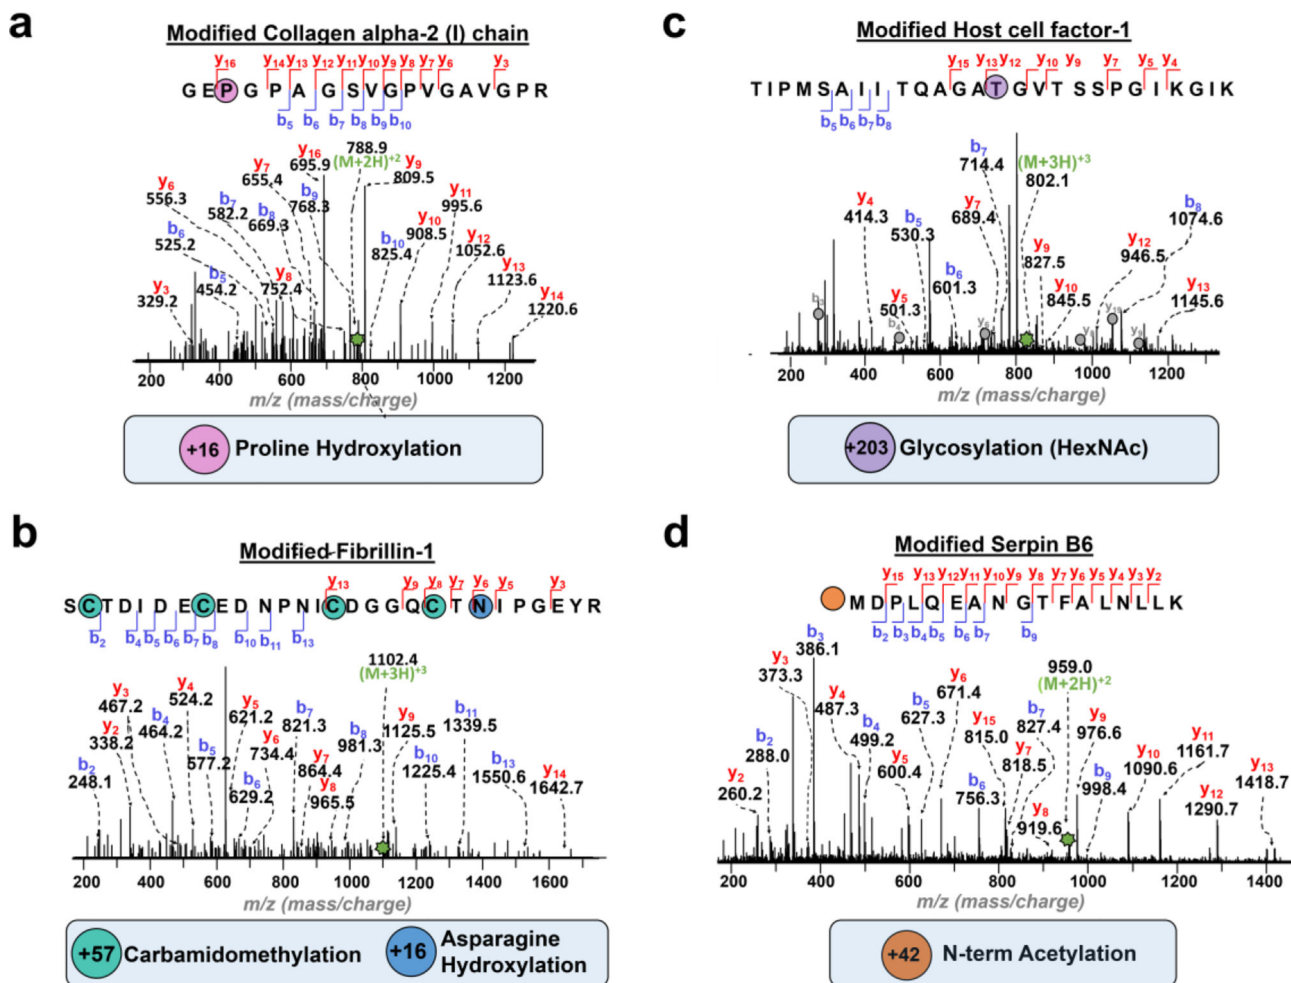 a
Modified Collagen alpha-2 (I) chain
y16 y14 y13 y12 y11 y10 y9 y8 y7 y6 y3
G E P G P A G S V G P V G A V G P R
b5 b6 b7 b8 b9 b10
y3 329.2
y6 556.3
b6 525.2
b5 454.2
b7 582.2
y7 655.4
b8 669.3
y8 752.4
y16 695.9
b9 768.3
788.9 (M+2H)+2
y9 809.5
b10 825.4
y10 908.5
y11 995.6
y12 1052.6
y13 1123.6
y14 1220.6
200 400 600 800 1000 1200
m/z (mass/charge)
+16 Proline Hydroxylation
b
Modified Fibrillin-1
y13 y9 y8 y7 y6 y5 y3
S C T D I D E C E D N P N I C D G G Q C T N I P G E Y R
b2 b4 b5 b6 b7 b8 b10 b11 b13
b2 248.1
y2 338.2
y3 467.2
b4 464.2
y4 524.2
b5 577.2
y5 621.2
b6 629.2
y6 734.4
b7 821.3
y7 864.4
y8 965.5
b8 981.3
1102.4 (M+3H)+3
y9 1125.5
b10 1225.4
b11 1339.5
b13 1550.6
y14 1642.7
200 400 600 800 1000 1200 1400 1600
m/z (mass/charge)
+57 Carbamidomethylation
+16 Asparagine Hydroxylation
c
Modified Host cell factor-1
y15 y13 y12 y10 y9 y7 y5 y4
T I P M S A I I T Q A G A T G V T S S P G I K G I K
b5 b6 b7 b8
b3
y4 414.3
b4
y5 501.3
b5 530.3
b6 601.3
y6
y7 689.4
b7 714.4
(M+3H)+3 802.1
y9 827.5
y10 845.5
y12 946.5
b8 1074.6
y13 1145.6
200 400 600 800 1000 1200
m/z (mass/charge)
+203 Glycosylation (HexNAc)
d
Modified Serpin B6
y15 y13 y12 y11 y10 y9 y8 y7 y6 y5 y4 y3 y2
M D P L Q E A N G T F A L N L L K
b2 b3 b4 b5 b6 b7 b9
y2 260.2
b2 288.0
y3 373.3
b3 386.1
y4 487.3
b4 499.2
y5 600.4
b5 627.3
y6 671.4
b6 756.3
y15 815.0
y7 818.5
b7 827.4
y8 919.6
959.0 (M+2H)+2
y9 976.6
b9 998.4
y10 1090.6
y11 1161.7
y12 1290.7
y13 1418.7
200 400 600 800 1000 1200 1400
m/z (mass/charge)
+42 N-term Acetylation